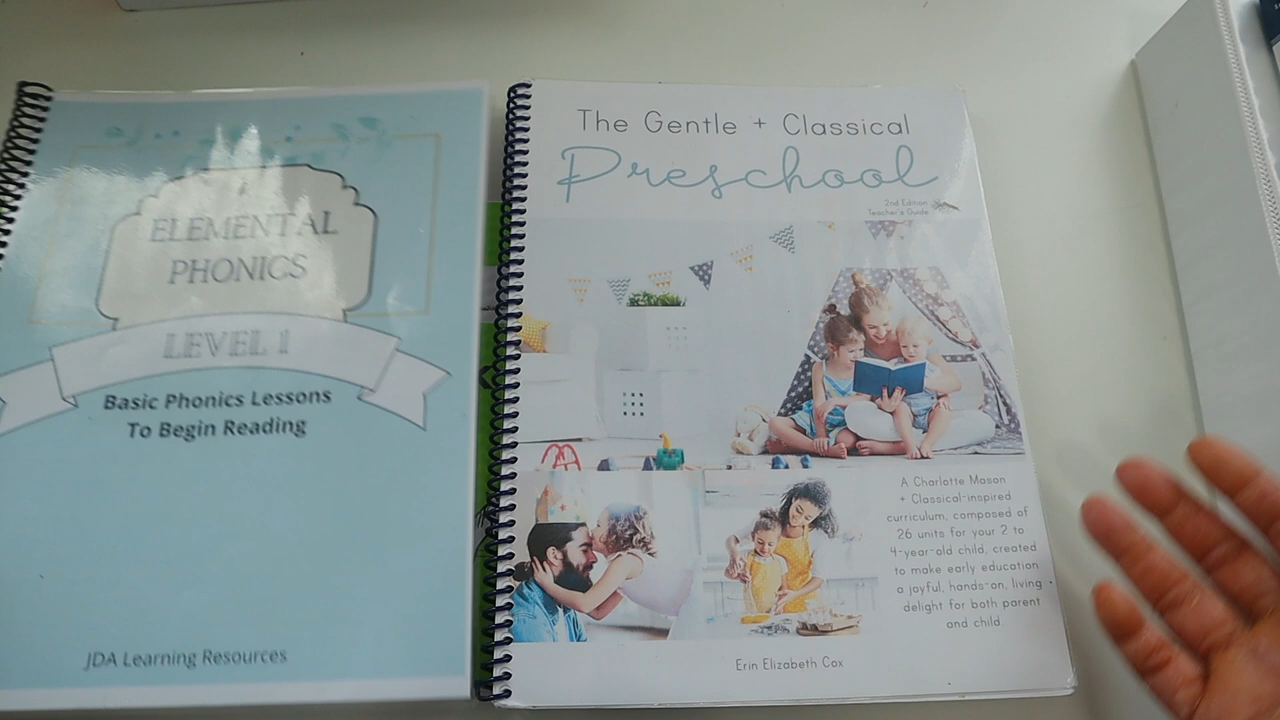 ELEMENTAL
PHONICS
LEVEL 1
Basic Phonics Lessons
To Begin Reading
JDA Learning Resources
The Gentle + Classical
Preschool
2nd Edition
Teacher's Guide
A Charlotte Mason
+ Classical-inspired
curriculum, composed of
26 units for your 2 to
4-year-old child, created
to make early education
a joyful, hands-on, living
delight for both parent
and child.
Erin Elizabeth Cox